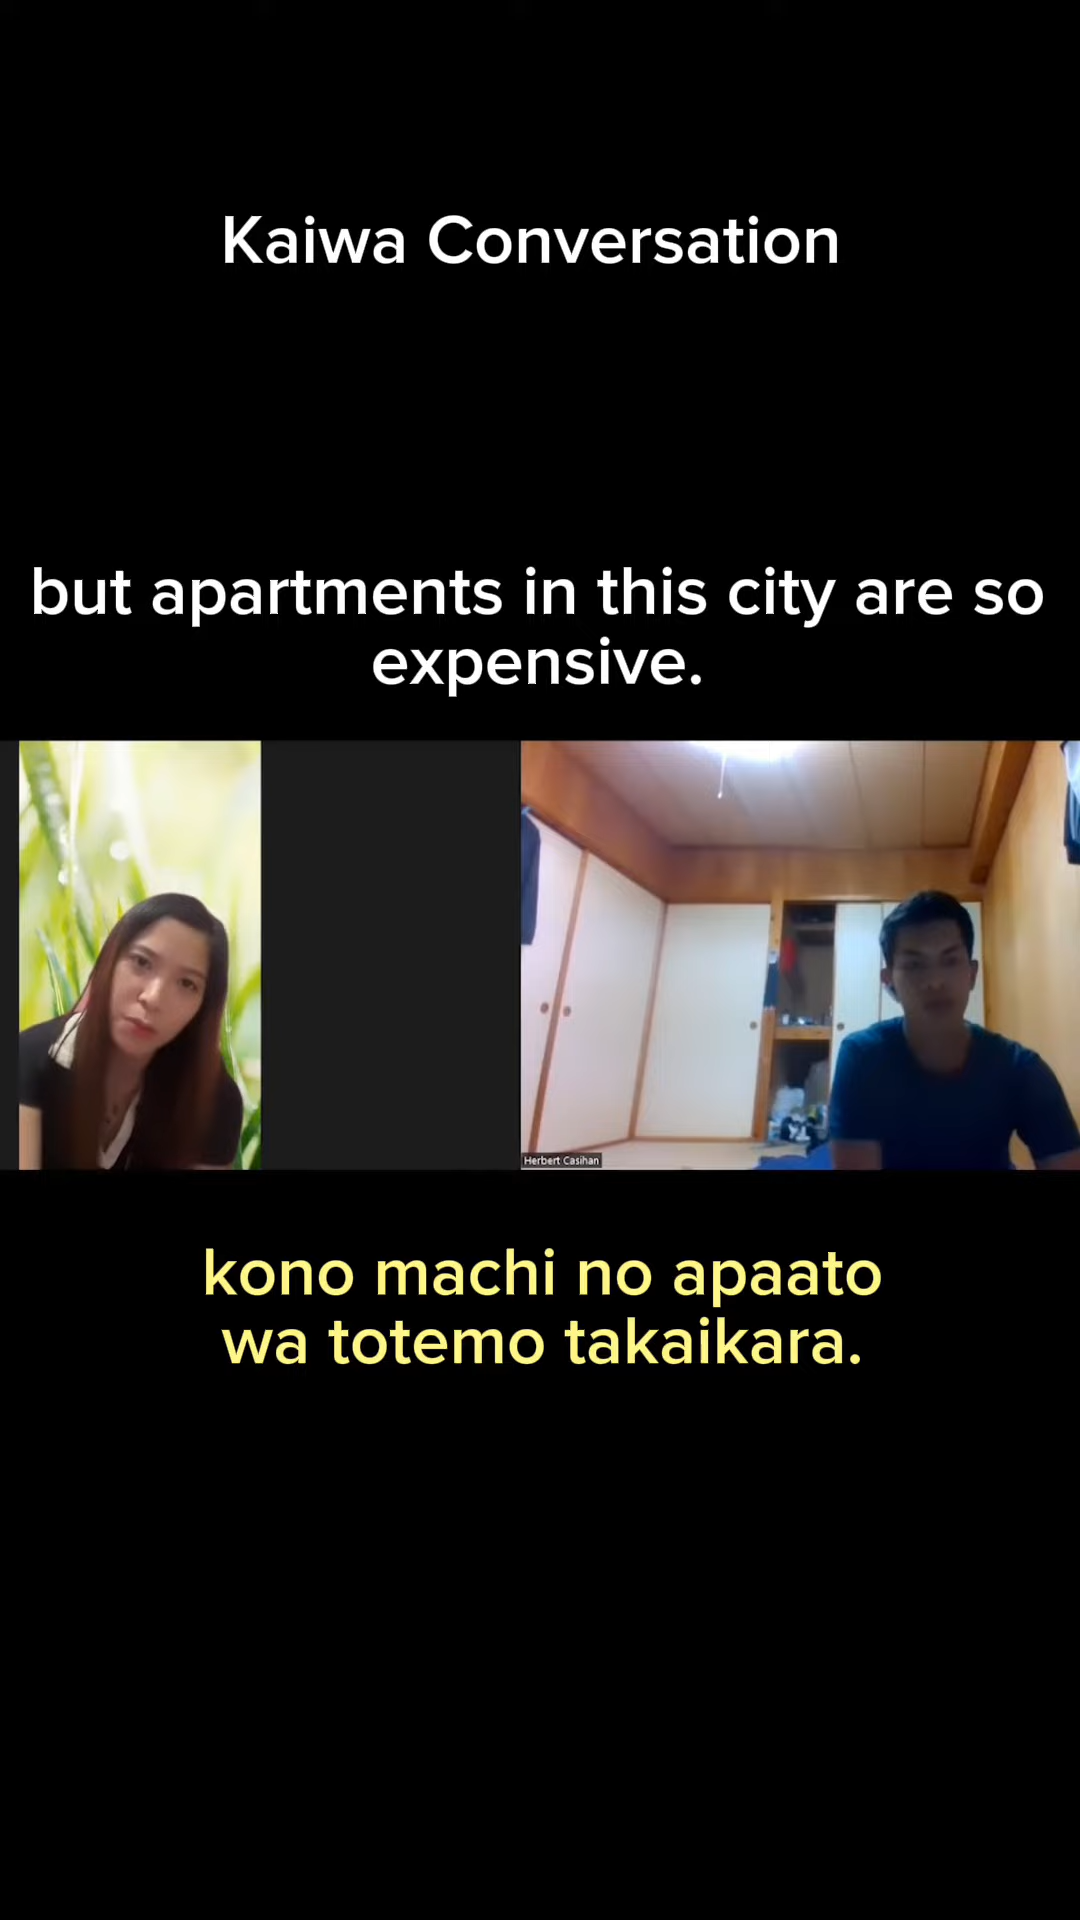 Kaiwa Conversation
but apartments in this city are so
expensive.
Herbert Casihan
kono machi no apaato
wa totemo takaikara.